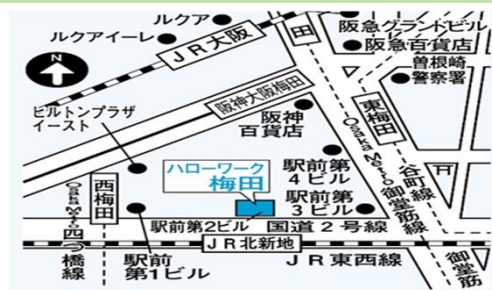 ルクア
ルクアイーレ
JR大阪
阪急グランドビル
阪急百貨店
曽根崎
警察署
N
田
阪神大阪梅田
阪神
百貨店
東梅田
ヒルトンプラザ
イースト
ハローワーク
梅田
駅前第
4ビル
駅前第
3ビル
Osaka Metro 御堂筋線
谷町線
西梅田
Osaka Metro 四つ橋線
駅前第2ビル
国道2号線
JR北新地
駅前
第1ビル
JR東西線
御堂筋